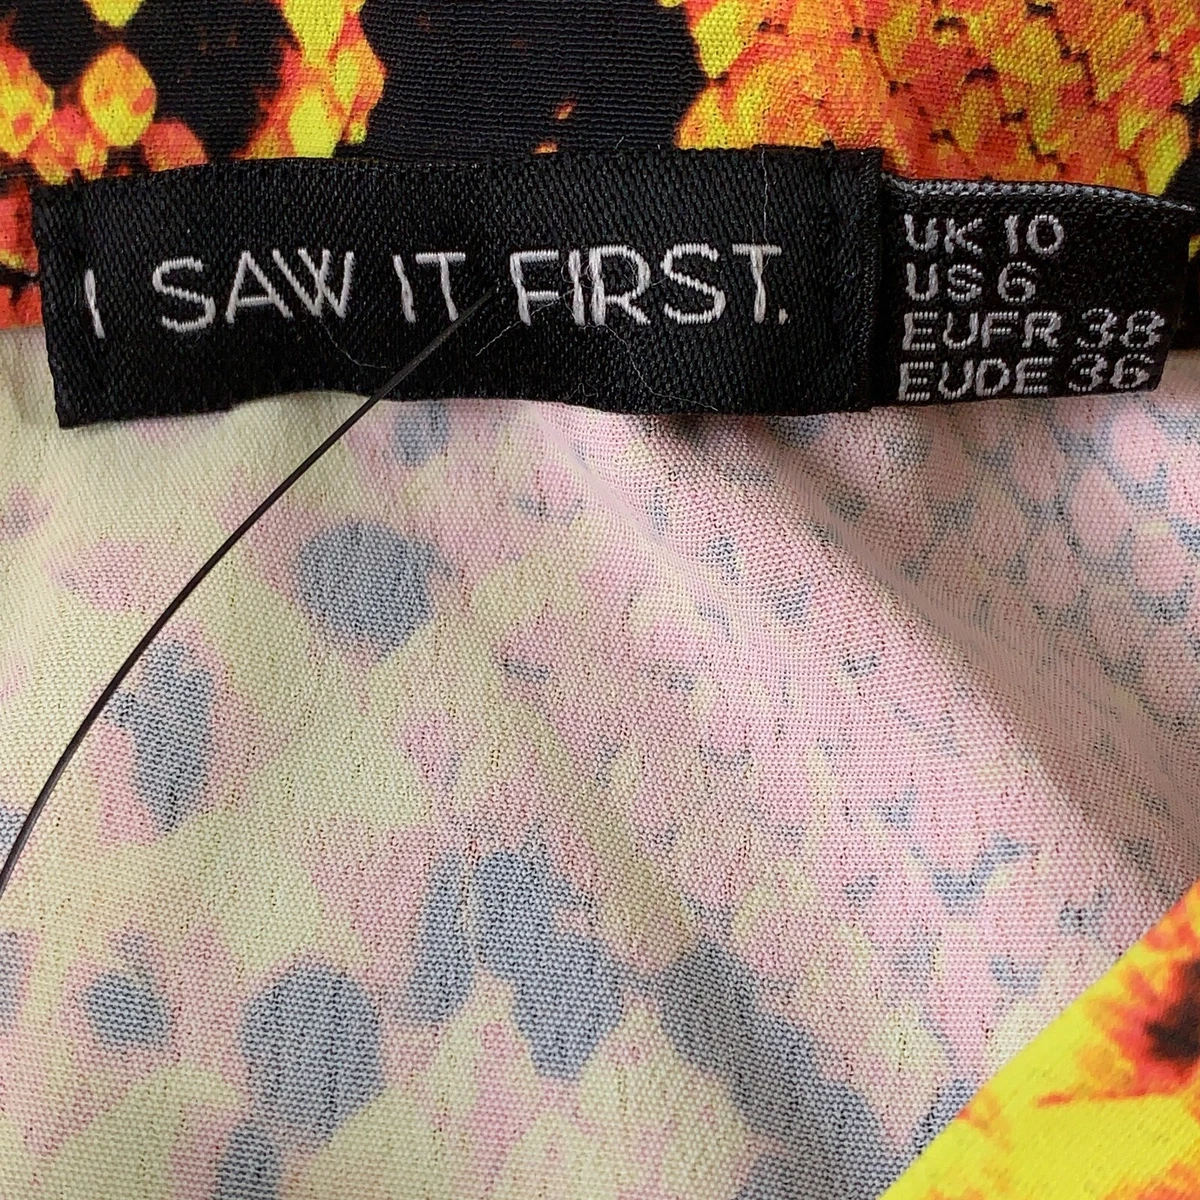 I SAW IT FIRST.
UK 10
US 6
EUFR 38
EUDE 36